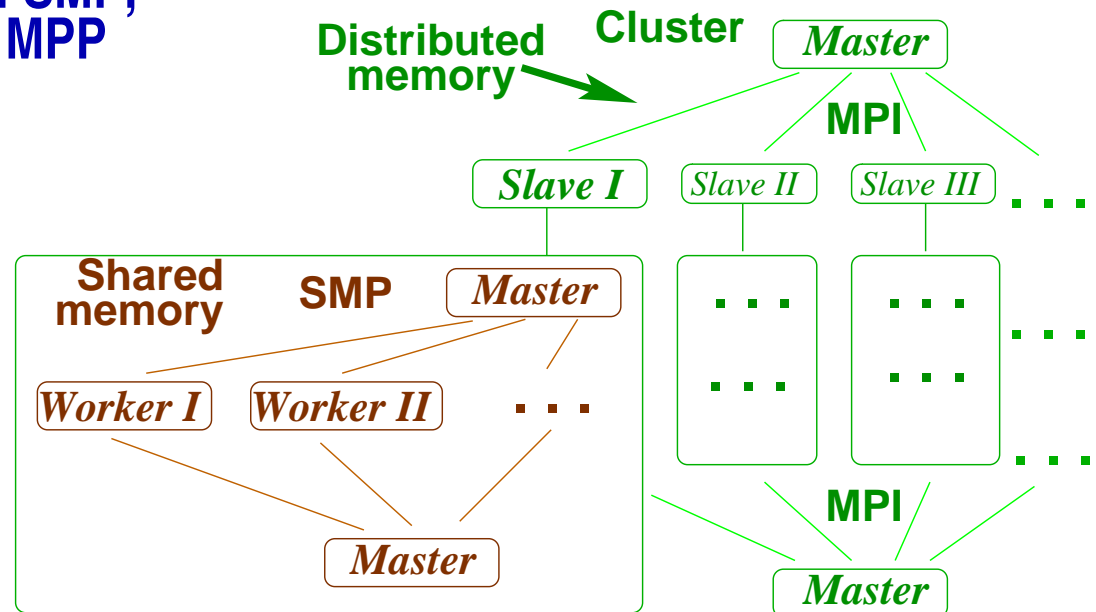 MPP
Distributed
memory
Cluster
Master
MPI
Slave I
Slave II
Slave III
. . .
Shared
memory
SMP
Master
. . .
. . .
. . .
Worker I
Worker II
. . .
. . .
. . .
. . .
MPI
Master
Master